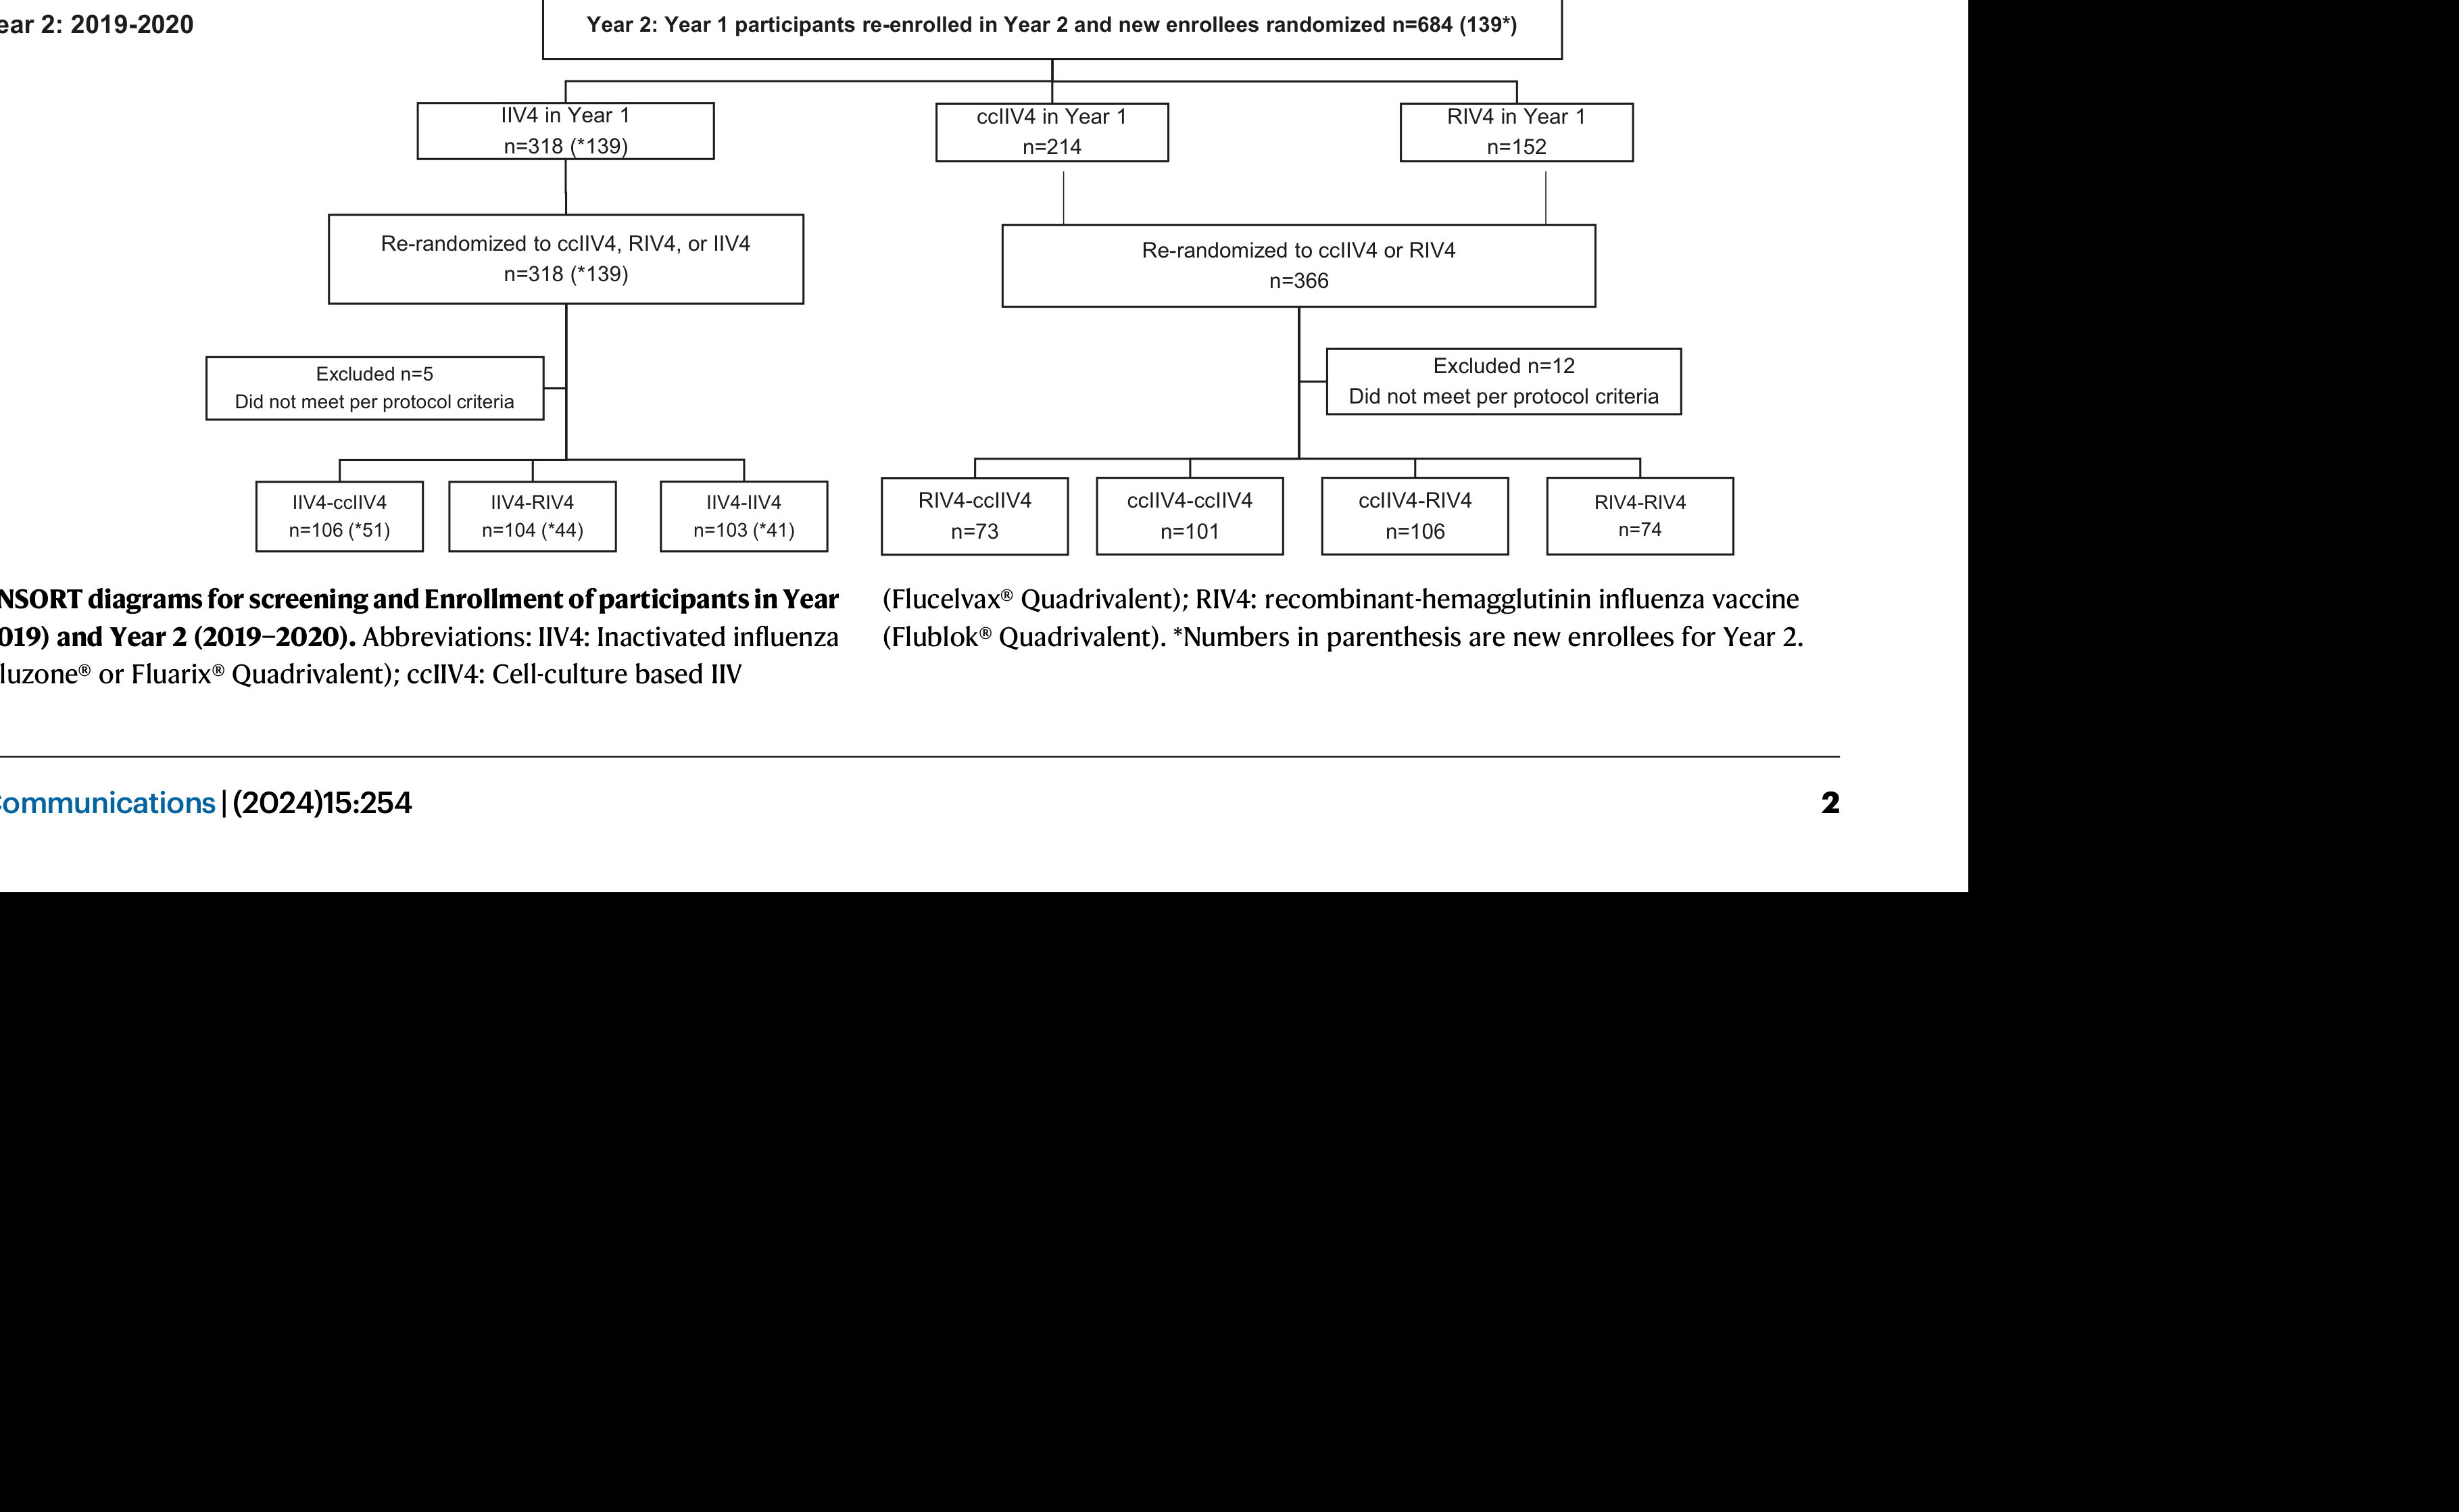 ear 2: 2019-2020
Year 2: Year 1 participants re-enrolled in Year 2 and new enrollees randomized n=684 (139*)
IIV4 in Year 1
n=318 (*139)
ccIIV4 in Year 1
n=214
RIV4 in Year 1
n=152
Re-randomized to ccIIV4, RIV4, or IIV4
n=318 (*139)
Re-randomized to ccIIV4 or RIV4
n=366
Excluded n=5
Did not meet per protocol criteria
Excluded n=12
Did not meet per protocol criteria
IIV4-ccIIV4
n=106 (*51)
IIV4-RIV4
n=104 (*44)
IIV4-IIV4
n=103 (*41)
RIV4-ccIIV4
n=73
ccIIV4-ccIIV4
n=101
ccIIV4-RIV4
n=106
RIV4-RIV4
n=74
NSORT diagrams for screening and Enrollment of participants in Year
019) and Year 2 (2019–2020). Abbreviations: IIV4: Inactivated influenza
luzone® or Fluarix® Quadrivalent); ccIIV4: Cell-culture based IIV
(Flucelvax® Quadrivalent); RIV4: recombinant-hemagglutinin influenza vaccine
(Flublok® Quadrivalent). *Numbers in parenthesis are new enrollees for Year 2.
Communications | (2024)15:254
2